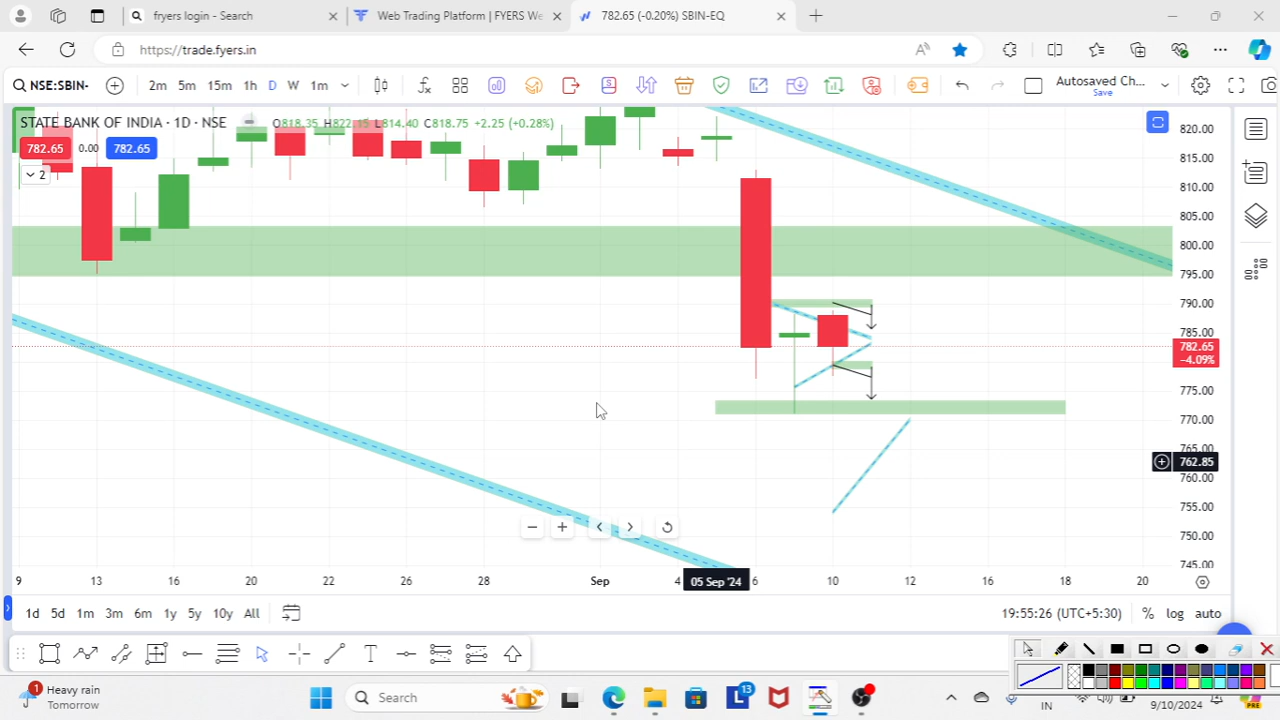 fryers login - Search
Web Trading Platform | FYERS We
782.65 (-0.20%) SBIN-EQ
https://trade.fyers.in
NSE:SBIN-
2m 5m 15m 1h D W 1m
Autosaved Ch...
Save
STATE BANK OF INDIA · 1D · NSE
O818.35 H822.15 L814.40 C818.75 +2.25 (+0.28%)
782.65 0.00 782.65
2
820.00
815.00
810.00
805.00
800.00
795.00
790.00
785.00
782.65
-4.09%
775.00
770.00
765.00
762.85
760.00
755.00
750.00
745.00
9 13 16 20 22 26 28 Sep 4 05 Sep '24 6 10 12 16 18 20
1d 5d 1m 3m 6m 1y 5y 10y All
19:55:26 (UTC+5:30) % log auto
1
Heavy rain
Tomorrow
Search
13
IN
9/10/2024
PRE